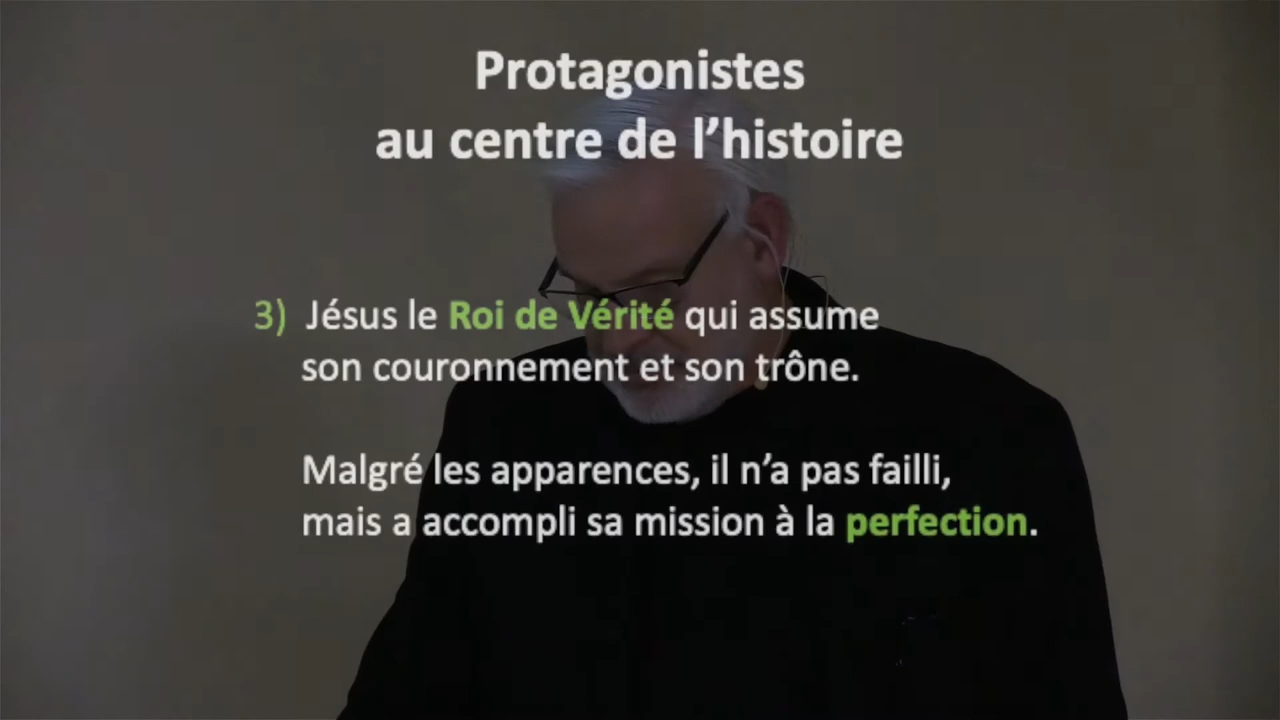 Protagonistes
au centre de l’histoire
3) Jésus le Roi de Vérité qui assume
son couronnement et son trône.
Malgré les apparences, il n’a pas failli,
mais a accompli sa mission à la perfection.